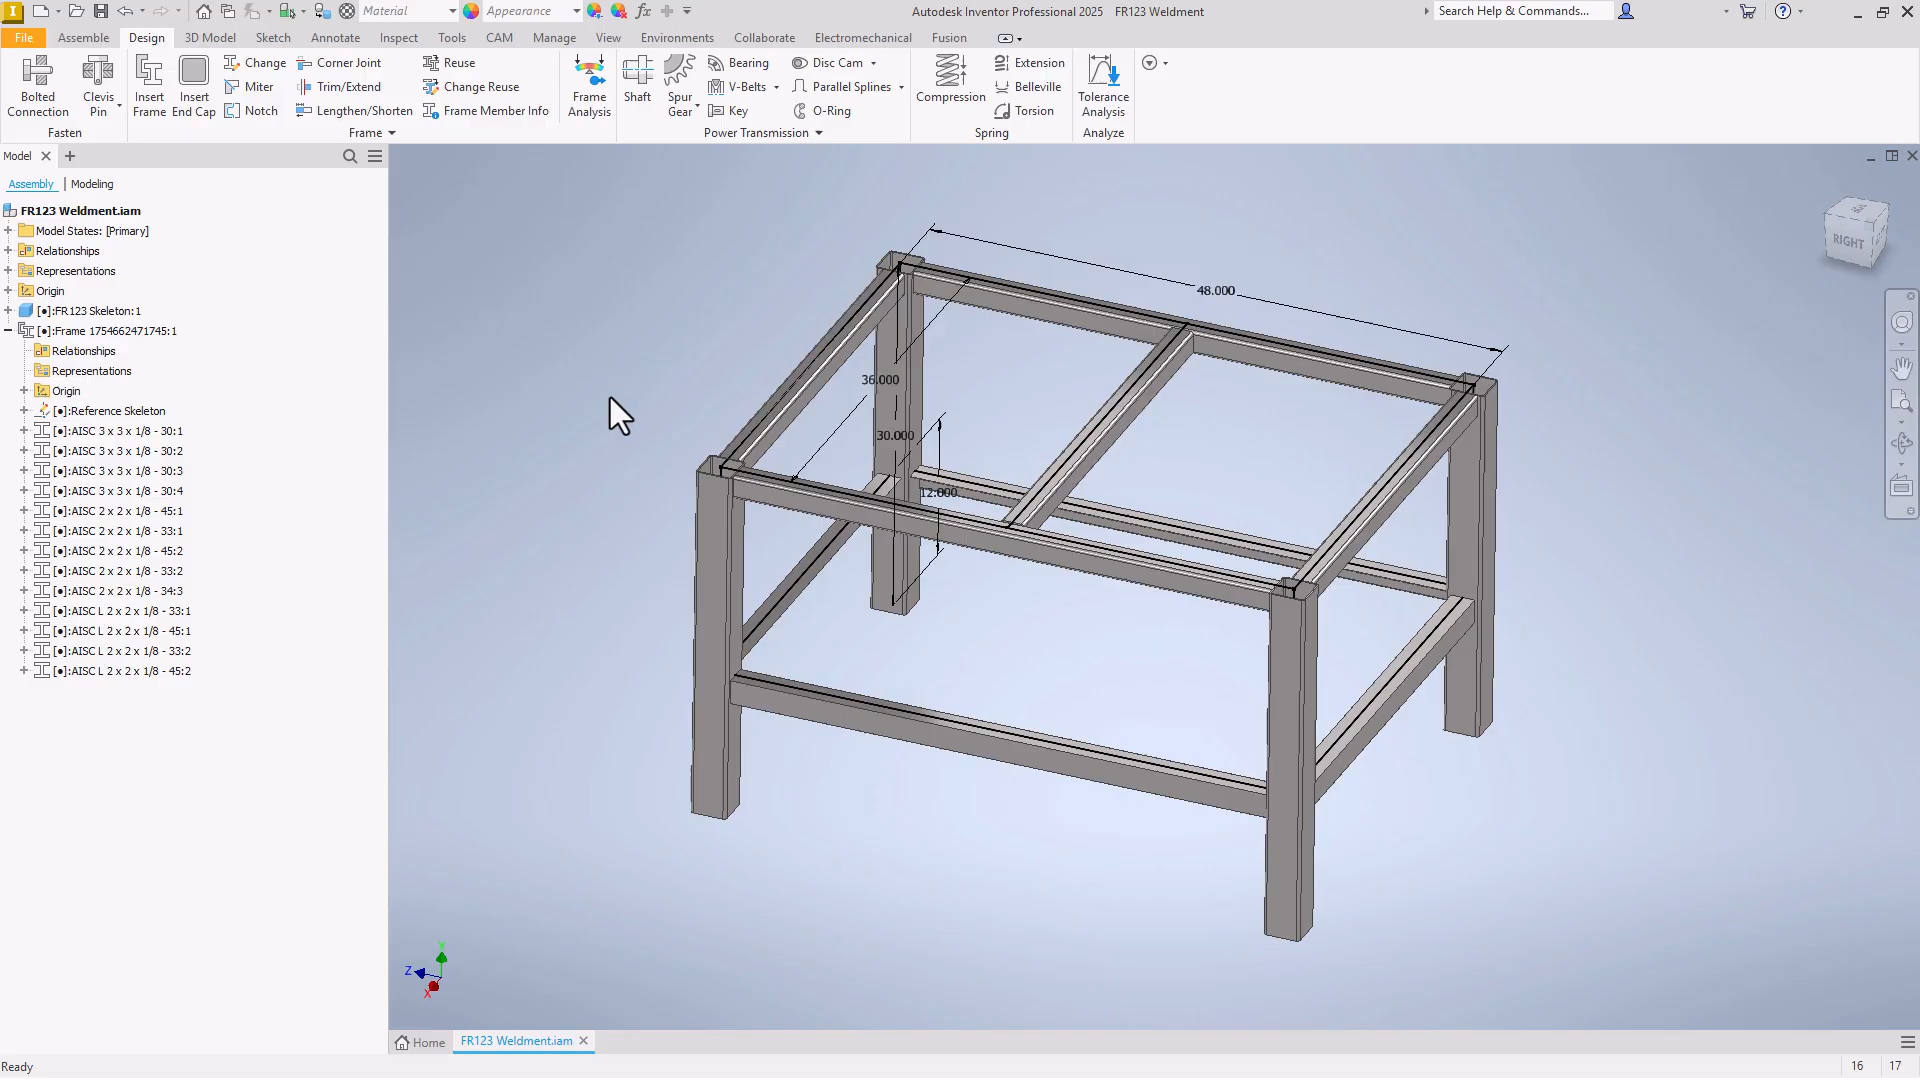 Material
Appearance
fx
Autodesk Inventor Professional 2025 FR123 Weldment
Search Help & Commands...
File Assemble Design 3D Model Sketch Annotate Inspect Tools CAM Manage View Environments Collaborate Electromechanical Fusion
Bolted Connection
Clevis Pin
Fasten
Insert Frame
Insert End Cap
Change
Miter
Notch
Corner Joint
Trim/Extend
Lengthen/Shorten
Reuse
Change Reuse
Frame Member Info
Frame
Frame Analysis
Shaft
Spur Gear
Bearing
V-Belts
Key
Disc Cam
Parallel Splines
O-Ring
Power Transmission
Compression
Extension
Belleville
Torsion
Spring
Tolerance Analysis
Analyze
Model
Assembly | Modeling
FR123 Weldment.iam
Model States: [Primary]
Relationships
Representations
Origin
[●]:FR123 Skeleton:1
[●]:Frame 1754662471745:1
Relationships
Representations
Origin
[●]:Reference Skeleton
[●]:AISC 3 x 3 x 1/8 - 30:1
[●]:AISC 3 x 3 x 1/8 - 30:2
[●]:AISC 3 x 3 x 1/8 - 30:3
[●]:AISC 3 x 3 x 1/8 - 30:4
[●]:AISC 2 x 2 x 1/8 - 45:1
[●]:AISC 2 x 2 x 1/8 - 33:1
[●]:AISC 2 x 2 x 1/8 - 45:2
[●]:AISC 2 x 2 x 1/8 - 33:2
[●]:AISC 2 x 2 x 1/8 - 34:3
[●]:AISC L 2 x 2 x 1/8 - 33:1
[●]:AISC L 2 x 2 x 1/8 - 45:1
[●]:AISC L 2 x 2 x 1/8 - 33:2
[●]:AISC L 2 x 2 x 1/8 - 45:2
48.000
36.000
30.000
12.000
RIGHT
Y
Z
X
Home
FR123 Weldment.iam
Ready
16 17